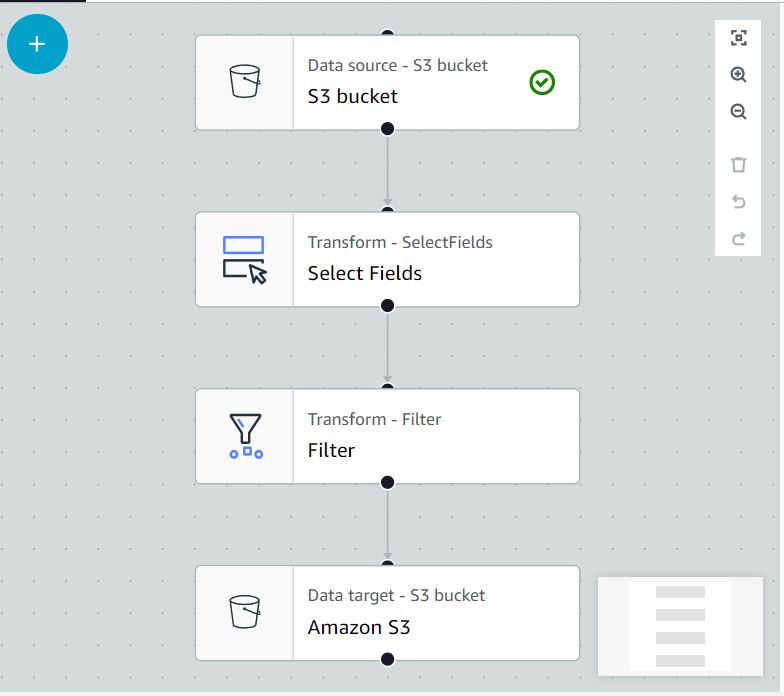 Data source - S3 bucket
S3 bucket
Transform - SelectFields
Select Fields
Transform - Filter
Filter
Data target - S3 bucket
Amazon S3